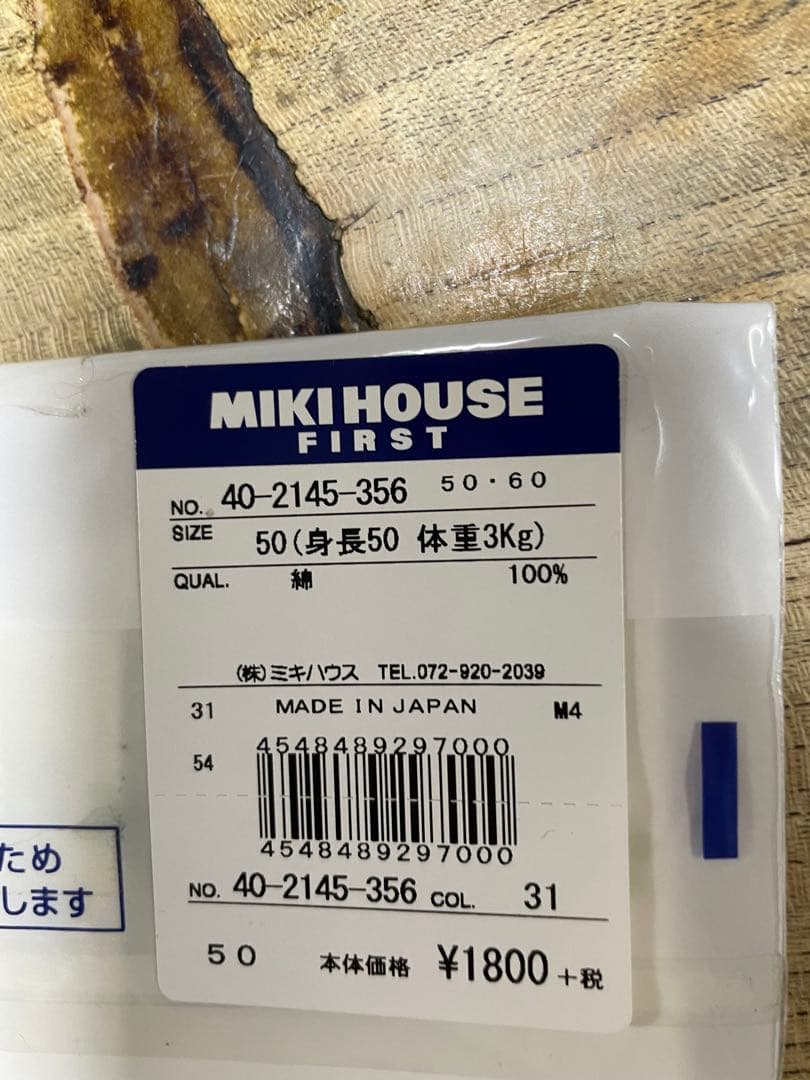 MIKIHOUSE
FIRST
NO. 40-2145-356 50・60
SIZE 50(身長50 体重3Kg)
QUAL. 綿 100%
(株)ミキハウス TEL.072-920-2039
31 MADE IN JAPAN M4
54 4548489297000
4548489297000
NO. 40-2145-356 COL. 31
50 本体価格 ¥1800+税
ため
します